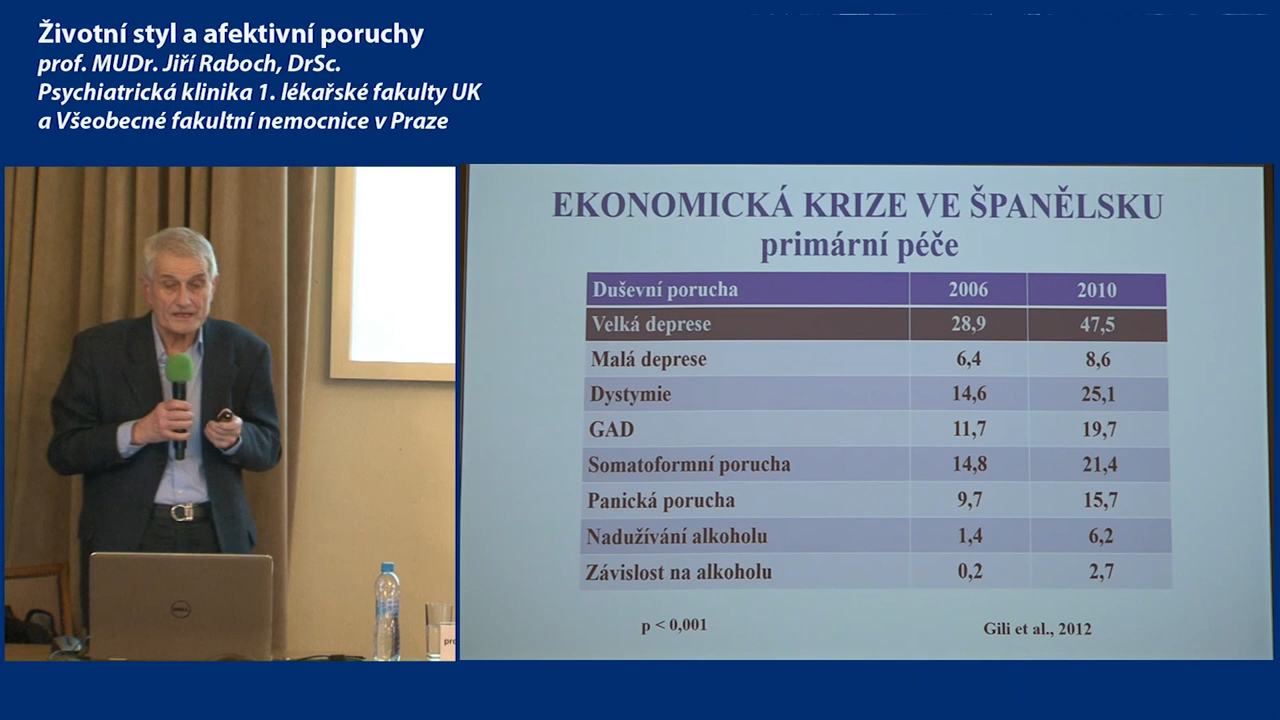 Životní styl a afektivní poruchy
prof. MUDr. Jiří Raboch, DrSc.
Psychiatrická klinika 1. lékařské fakulty UK
a Všeobecné fakultní nemocnice v Praze
EKONOMICKÁ KRIZE VE ŠPANĚLSKU
primární péče
Duševní porucha 2006 2010
Velká deprese 28,9 47,5
Malá deprese 6,4 8,6
Dystymie 14,6 25,1
GAD 11,7 19,7
Somatoformní porucha 14,8 21,4
Panická porucha 9,7 15,7
Nadužívání alkoholu 1,4 6,2
Závislost na alkoholu 0,2 2,7
p < 0,001
Gili et al., 2012
DELL